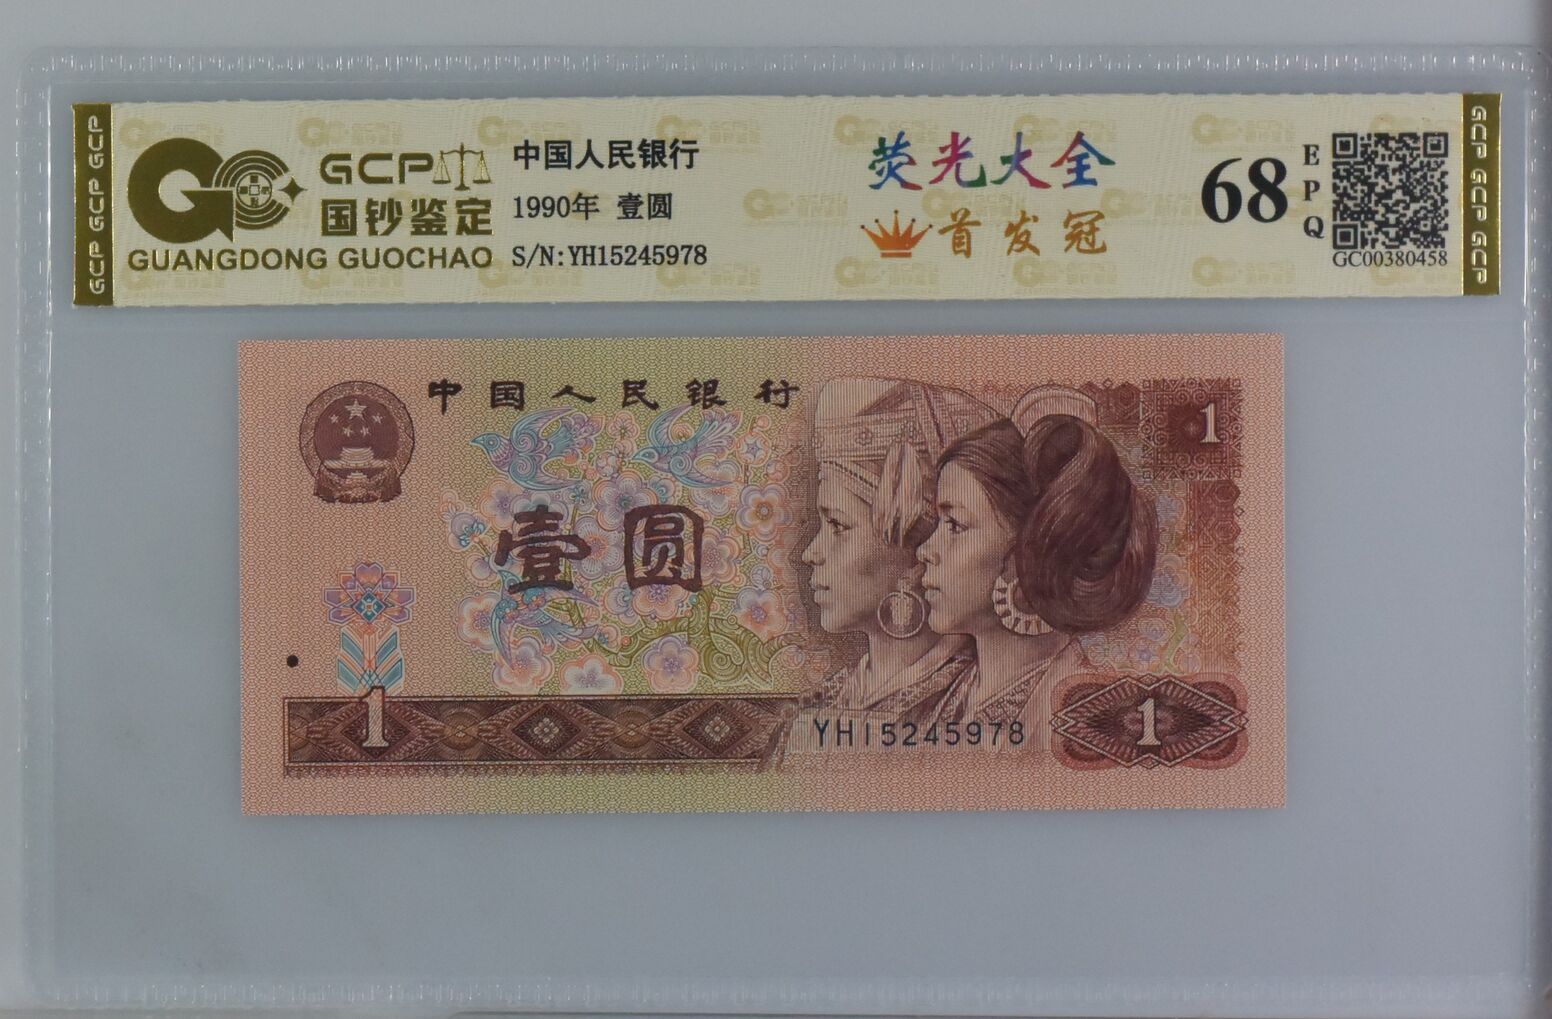 GCP GCP GCP
GCP
国钞鉴定
GUANGDONG GUOCHAO
中国人民银行
1990年 壹圆
S/N:YH15245978
荧光大全
首发冠
68
EPQ
GC00380458
GCP GCP GCP
中国人民银行
1
壹圆
1
YH15245978
1